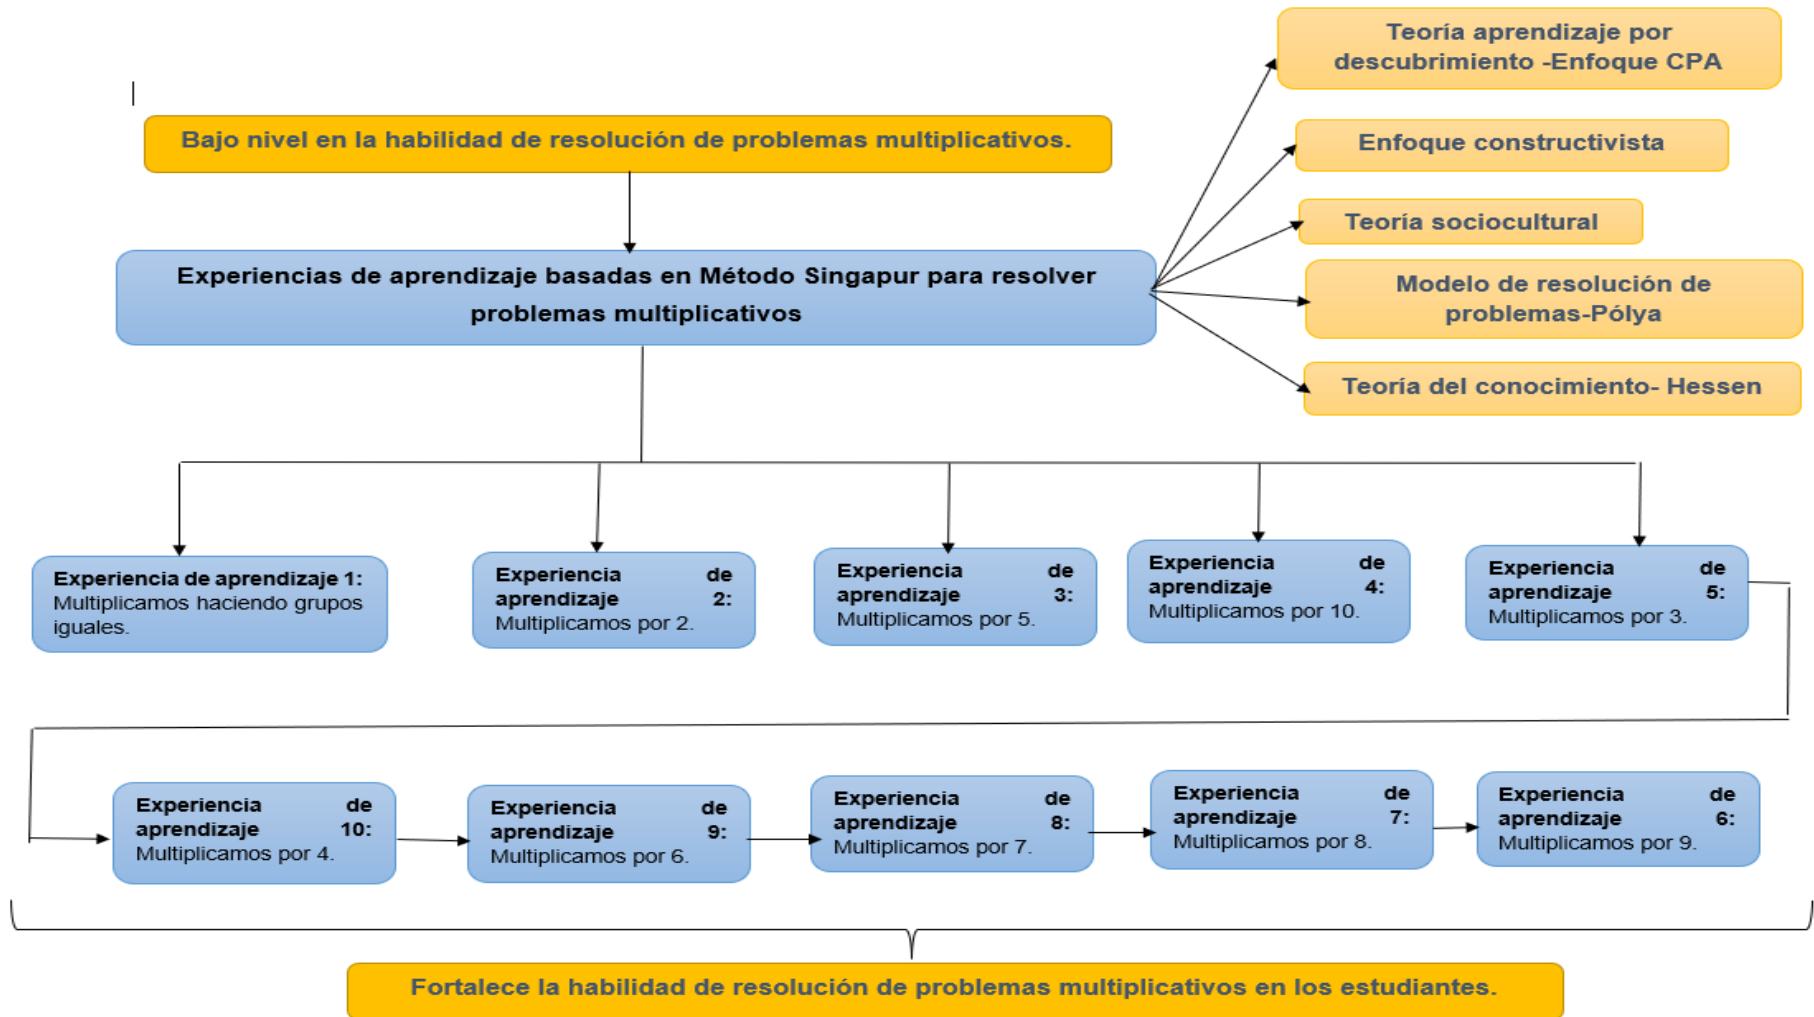 Teoría aprendizaje por
descubrimiento -Enfoque CPA
Bajo nivel en la habilidad de resolución de problemas multiplicativos.
Enfoque constructivista
Teoría sociocultural
Experiencias de aprendizaje basadas en Método Singapur para resolver
problemas multiplicativos
Modelo de resolución de
problemas-Pólya
Teoría del conocimiento- Hessen
Experiencia de aprendizaje 1:
Multiplicamos haciendo grupos
iguales.
Experiencia de
aprendizaje 2:
Multiplicamos por 2.
Experiencia de
aprendizaje 3:
Multiplicamos por 5.
Experiencia de
aprendizaje 4:
Multiplicamos por 10.
Experiencia de
aprendizaje 5:
Multiplicamos por 3.
Experiencia de
aprendizaje 10:
Multiplicamos por 4.
Experiencia de
aprendizaje 9:
Multiplicamos por 6.
Experiencia de
aprendizaje 8:
Multiplicamos por 7.
Experiencia de
aprendizaje 7:
Multiplicamos por 8.
Experiencia de
aprendizaje 6:
Multiplicamos por 9.
Fortalece la habilidad de resolución de problemas multiplicativos en los estudiantes.